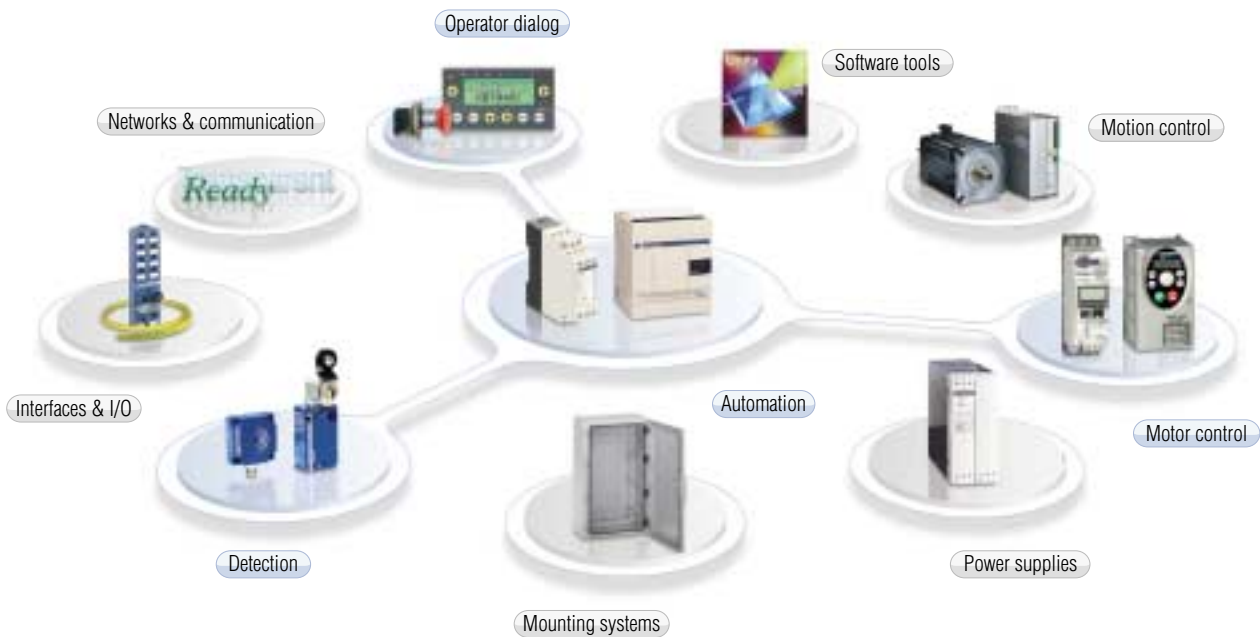 Operator dialog
Software tools
Networks & communication
Motion control
Ready
Interfaces & I/O
Automation
Motor control
Detection
Power supplies
Mounting systems